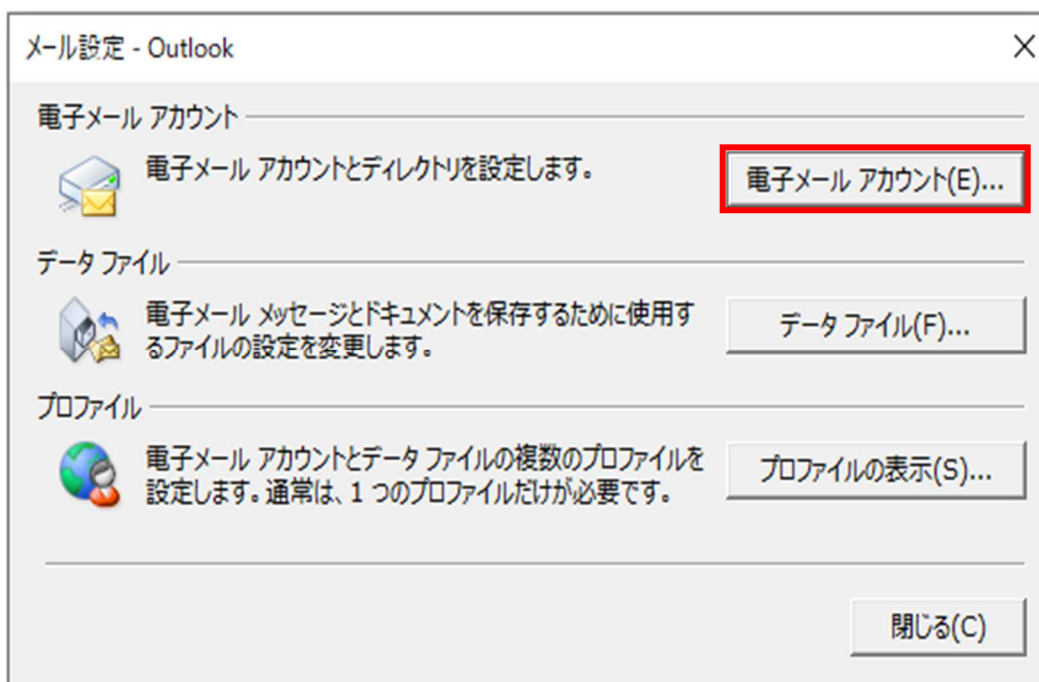 メール設定 - Outlook
電子メール アカウント
電子メール アカウントとディレクトリを設定します。
電子メール アカウント(E)...
データ ファイル
電子メール メッセージとドキュメントを保存するために使用す
るファイルの設定を変更します。
データ ファイル(F)...
プロファイル
電子メール アカウントとデータ ファイルの複数のプロファイルを
設定します。通常は、1 つのプロファイルだけが必要です。
プロファイルの表示(S)...
閉じる(C)